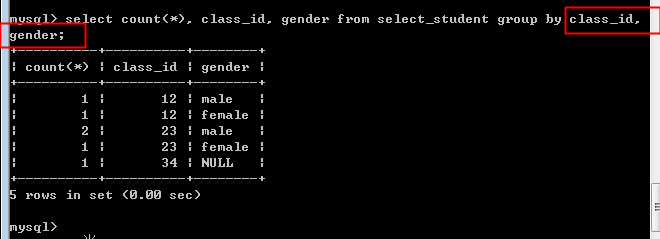 mysql> select count(*), class_id, gender from select_student group by class_id,
gender;
+----------+----------+--------+
| count(*) | class_id | gender |
+----------+----------+--------+
|        1 |       12 | male   |
|        1 |       12 | female |
|        2 |       23 | male   |
|        1 |       23 | female |
|        1 |       34 | NULL   |
+----------+----------+--------+
5 rows in set (0.00 sec)
mysql>